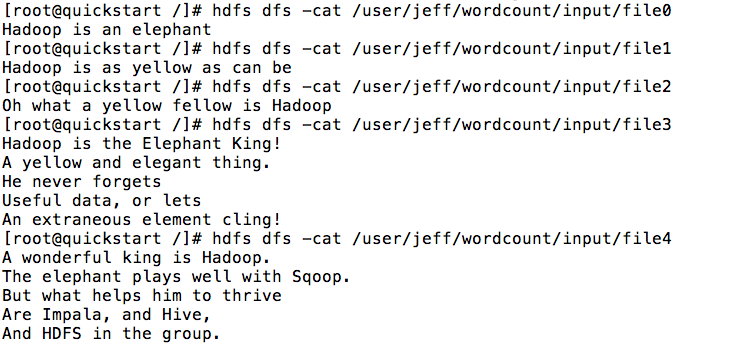 [root@quickstart /]# hdfs dfs -cat /user/jeff/wordcount/input/file0
Hadoop is an elephant
[root@quickstart /]# hdfs dfs -cat /user/jeff/wordcount/input/file1
Hadoop is as yellow as can be
[root@quickstart /]# hdfs dfs -cat /user/jeff/wordcount/input/file2
Oh what a yellow fellow is Hadoop
[root@quickstart /]# hdfs dfs -cat /user/jeff/wordcount/input/file3
Hadoop is the Elephant King!
A yellow and elegant thing.
He never forgets
Useful data, or lets
An extraneous element cling!
[root@quickstart /]# hdfs dfs -cat /user/jeff/wordcount/input/file4
A wonderful king is Hadoop.
The elephant plays well with Sqoop.
But what helps him to thrive
Are Impala, and Hive,
And HDFS in the group.